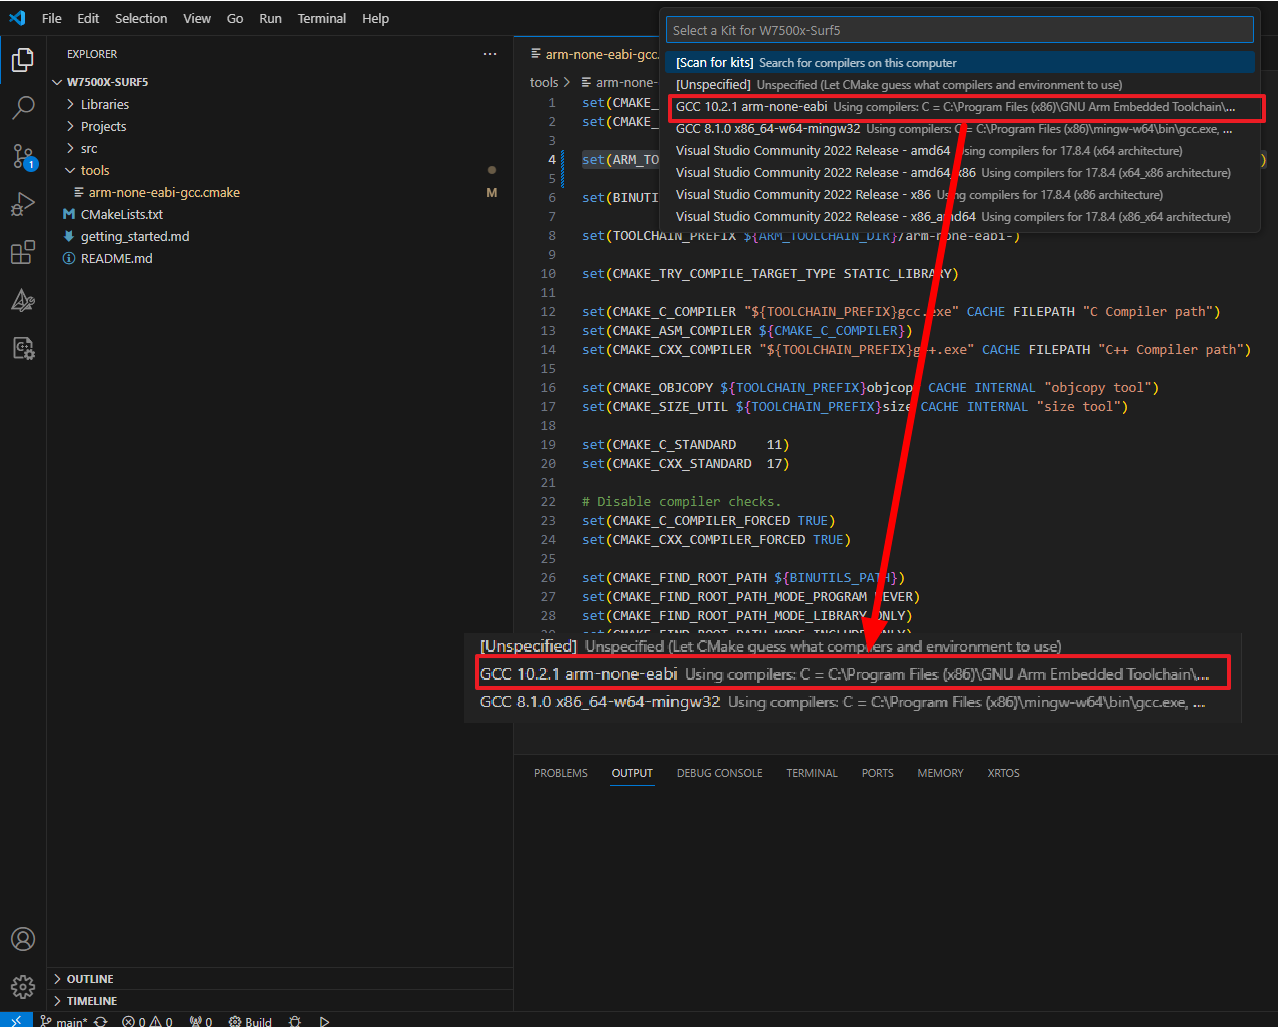 File Edit Selection View Go Run Terminal Help
Select a Kit for W7500x-Surf5
[Scan for kits] Search for compilers on this computer
[Unspecified] Unspecified (Let CMake guess what compilers and environment to use)
GCC 10.2.1 arm-none-eabi Using compilers: C = C:\Program Files (x86)\GNU Arm Embedded Toolchain\...
GCC 8.1.0 x86_64-w64-mingw32 Using compilers: C = C:\Program Files (x86)\mingw-w64\bin\gcc.exe, ...
Visual Studio Community 2022 Release - amd64 Using compilers for 17.8.4 (x64 architecture)
Visual Studio Community 2022 Release - amd64_x86 Using compilers for 17.8.4 (x64_x86 architecture)
Visual Studio Community 2022 Release - x86 Using compilers for 17.8.4 (x86 architecture)
Visual Studio Community 2022 Release - x86_amd64 Using compilers for 17.8.4 (x86_x64 architecture)
EXPLORER ...
W7500X-SURF5
Libraries
Projects
src
1
tools
arm-none-eabi-gcc.cmake M
CMakeLists.txt
getting_started.md
README.md
OUTLINE
TIMELINE
arm-none-eabi-gcc.
tools > arm-none-
1 set(CMAKE_
2 set(CMAKE_
3
4 set(ARM_TO )
5
6 set(BINUTI
7
8 set(TOOLCHAIN_PREFIX ${ARM_TOOLCHAIN_DIR}/arm-none-eabi-)
9
10 set(CMAKE_TRY_COMPILE_TARGET_TYPE STATIC_LIBRARY)
11
12 set(CMAKE_C_COMPILER "${TOOLCHAIN_PREFIX}gcc.exe" CACHE FILEPATH "C Compiler path")
13 set(CMAKE_ASM_COMPILER ${CMAKE_C_COMPILER})
14 set(CMAKE_CXX_COMPILER "${TOOLCHAIN_PREFIX}g++.exe" CACHE FILEPATH "C++ Compiler path")
15
16 set(CMAKE_OBJCOPY ${TOOLCHAIN_PREFIX}objcopy CACHE INTERNAL "objcopy tool")
17 set(CMAKE_SIZE_UTIL ${TOOLCHAIN_PREFIX}size CACHE INTERNAL "size tool")
18
19 set(CMAKE_C_STANDARD 11)
20 set(CMAKE_CXX_STANDARD 17)
21
22 # Disable compiler checks.
23 set(CMAKE_C_COMPILER_FORCED TRUE)
24 set(CMAKE_CXX_COMPILER_FORCED TRUE)
25
26 set(CMAKE_FIND_ROOT_PATH ${BINUTILS_PATH})
27 set(CMAKE_FIND_ROOT_PATH_MODE_PROGRAM NEVER)
28 set(CMAKE_FIND_ROOT_PATH_MODE_LIBRARY ONLY)
[Unspecified] Unspecified (Let CMake guess what compilers and environment to use)
GCC 10.2.1 arm-none-eabi Using compilers: C = C:\Program Files (x86)\GNU Arm Embedded Toolchain\...
GCC 8.1.0 x86_64-w64-mingw32 Using compilers: C = C:\Program Files (x86)\mingw-w64\bin\gcc.exe, ...
PROBLEMS OUTPUT DEBUG CONSOLE TERMINAL PORTS MEMORY XRTOS
main* 0 0 0 Build